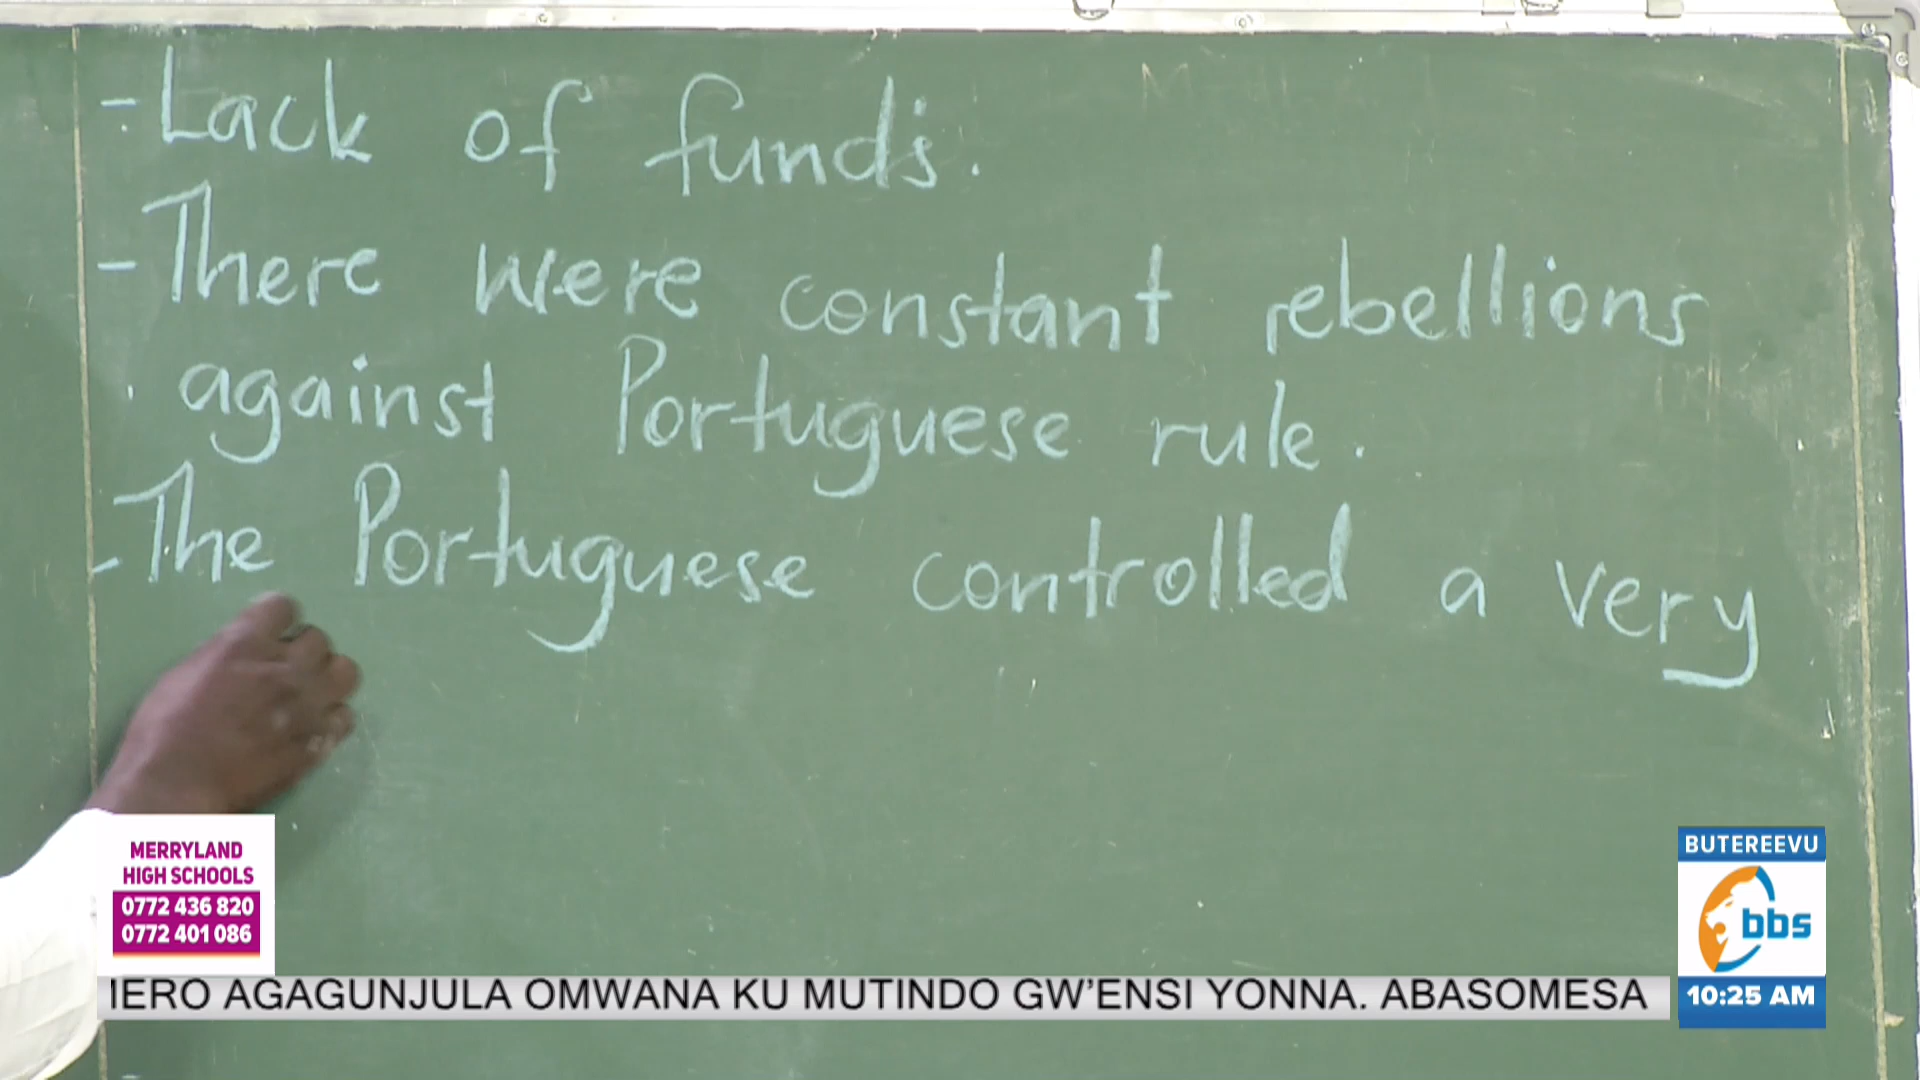 - Lack of funds.
- There were constant rebellions
against Portuguese rule.
- The Portuguese controlled a very
MERRYLAND
HIGH SCHOOLS
0772 436 820
0772 401 086
BUTEREEVU
bbs
10:25 AM
IERO AGAGUNJULA OMWANA KU MUTINDO GW'ENSI YONNA. ABASOMESA